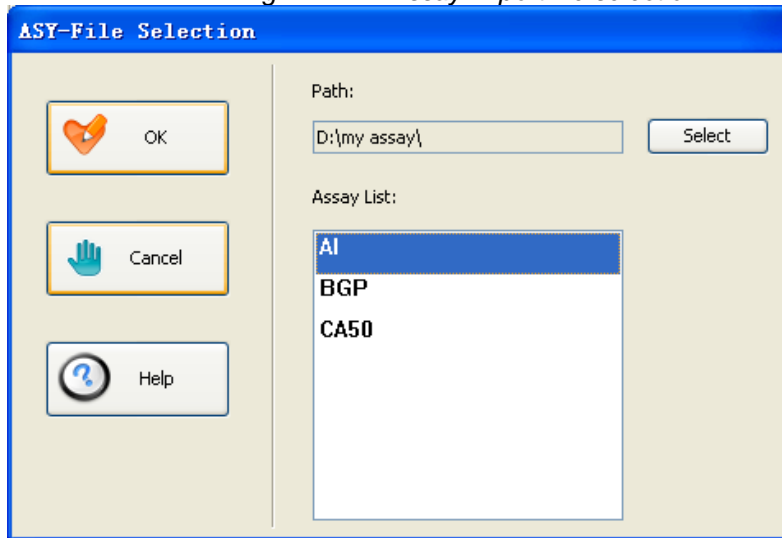 ASY-File Selection
OK
Cancel
Help
Path:
D:\my assay\
Select
Assay List:
AI
BGP
CA50